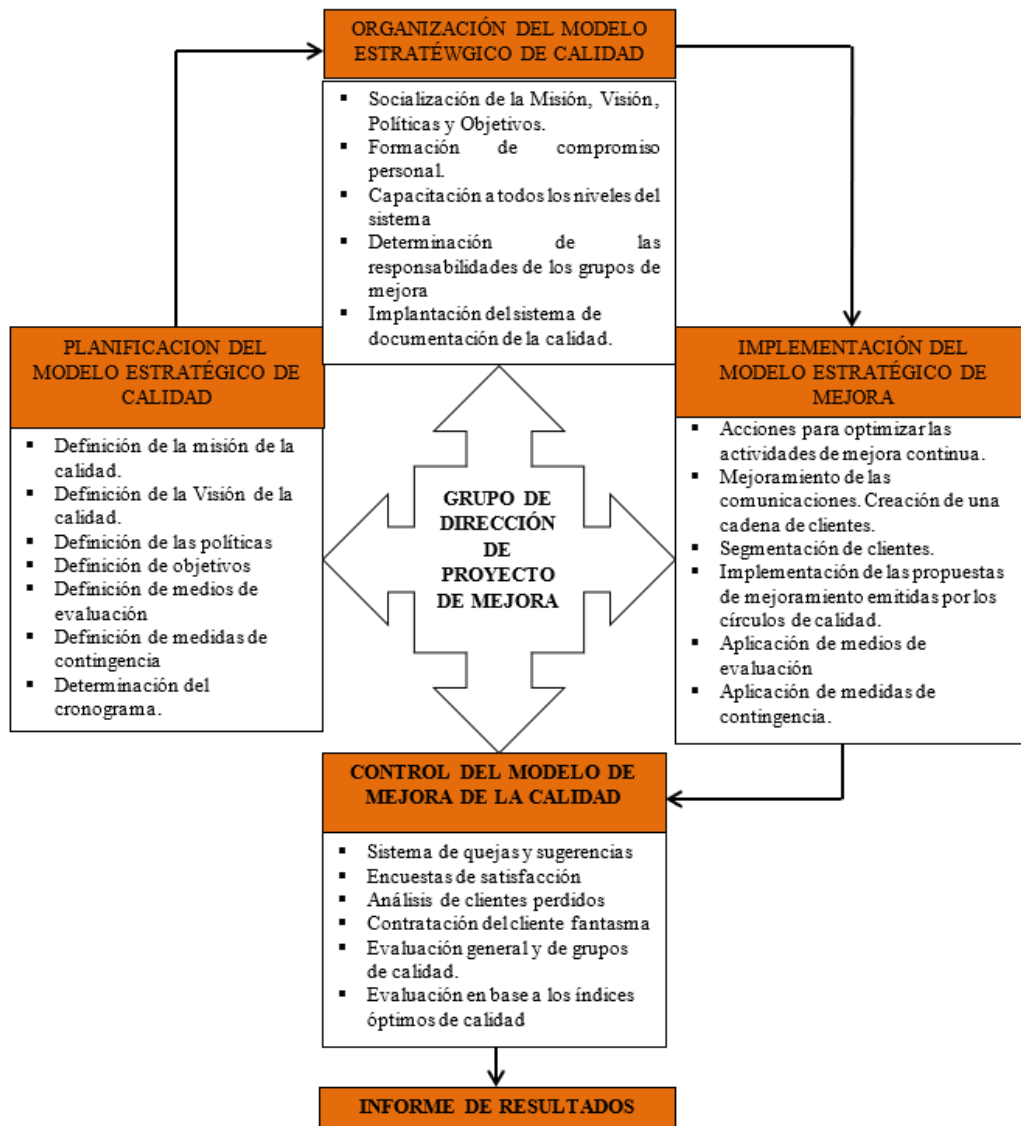 ORGANIZACIÓN DEL MODELO
ESTRATÉWGICO DE CALIDAD
▪ Socialización de la Misión, Visión,
Políticas y Objetivos.
▪ Formación de compromiso
personal.
▪ Capacitación a todos los niveles del
sistema
▪ Determinación de las
responsabilidades de los grupos de
mejora
▪ Implantación del sistema de
documentación de la calidad.
PLANIFICACION DEL
MODELO ESTRATÉGICO DE
CALIDAD
▪ Definición de la misión de la
calidad.
▪ Definición de la Visión de la
calidad.
▪ Definición de las políticas
▪ Definición de objetivos
▪ Definición de medios de
evaluación
▪ Definición de medidas de
contingencia
▪ Determinación del
cronograma.
GRUPO DE
DIRECCIÓN
DE
PROYECTO
DE MEJORA
IMPLEMENTACIÓN DEL
MODELO ESTRATÉGICO DE
MEJORA
▪ Acciones para optimizar las
actividades de mejora continua.
▪ Mejoramiento de las
comunicaciones. Creación de una
cadena de clientes.
▪ Segmentación de clientes.
▪ Implementación de las propuestas
de mejoramiento emitidas por los
círculos de calidad.
▪ Aplicación de medios de
evaluación
▪ Aplicación de medidas de
contingencia.
CONTROL DEL MODELO DE
MEJORA DE LA CALIDAD
▪ Sistema de quejas y sugerencias
▪ Encuestas de satisfacción
▪ Análisis de clientes perdidos
▪ Contratación del cliente fantasma
▪ Evaluación general y de grupos
de calidad.
▪ Evaluación en base a los índices
óptimos de calidad
INFORME DE RESULTADOS